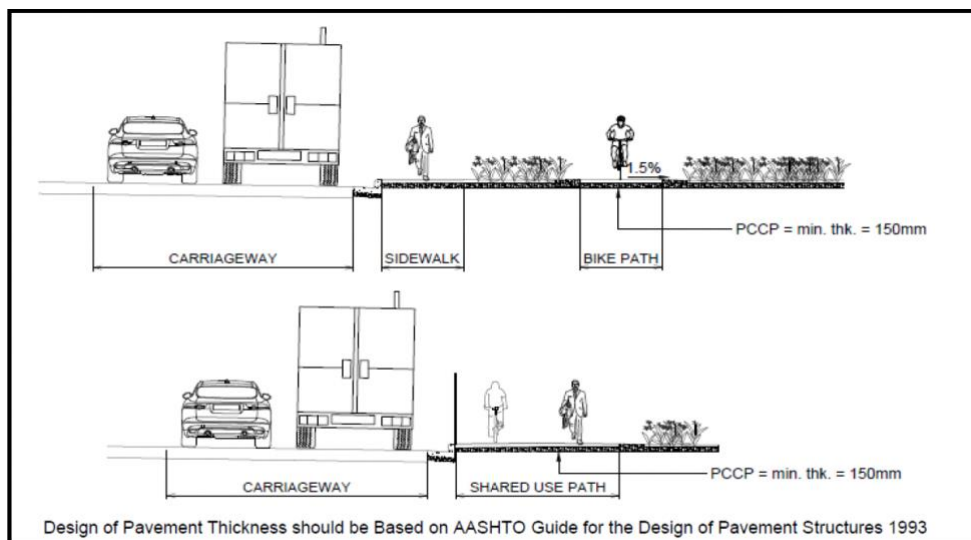 1.5%
PCCP = min. thk. = 150mm
CARRIAGEWAY
SIDEWALK
BIKE PATH
PCCP = min. thk. = 150mm
CARRIAGEWAY
SHARED USE PATH
Design of Pavement Thickness should be Based on AASHTO Guide for the Design of Pavement Structures 1993